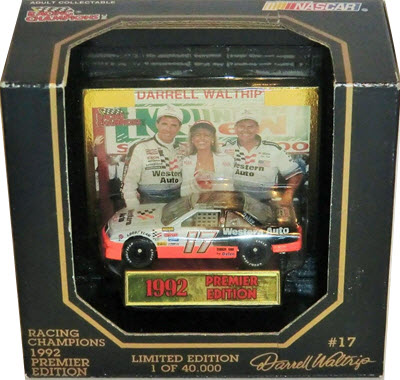 ADULT COLLECTABLE
RACING
CHAMPIONS
NASCAR
DARRELL WALTRIP
Western
Auto
Western
Auto
Western Auto
17
1992 PREMIER
EDITION
RACING
CHAMPIONS
1992
PREMIER
EDITION
LIMITED EDITION
1 OF 40.000
#17
Darrell Waltrip